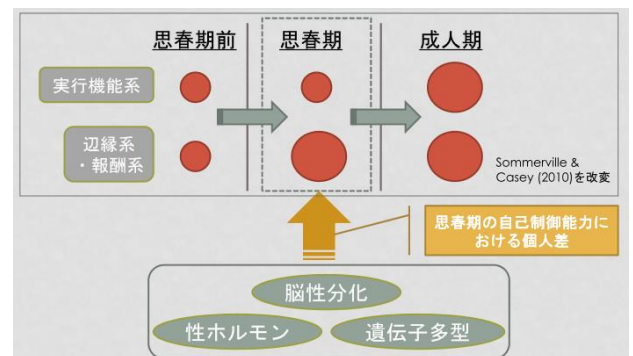 思春期前
思春期
成人期
実行機能系
辺縁系
・報酬系
Sommerville &
Casey (2010)を改変
思春期の自己制御能力に
おける個人差
脳性分化
性ホルモン
遺伝子多型